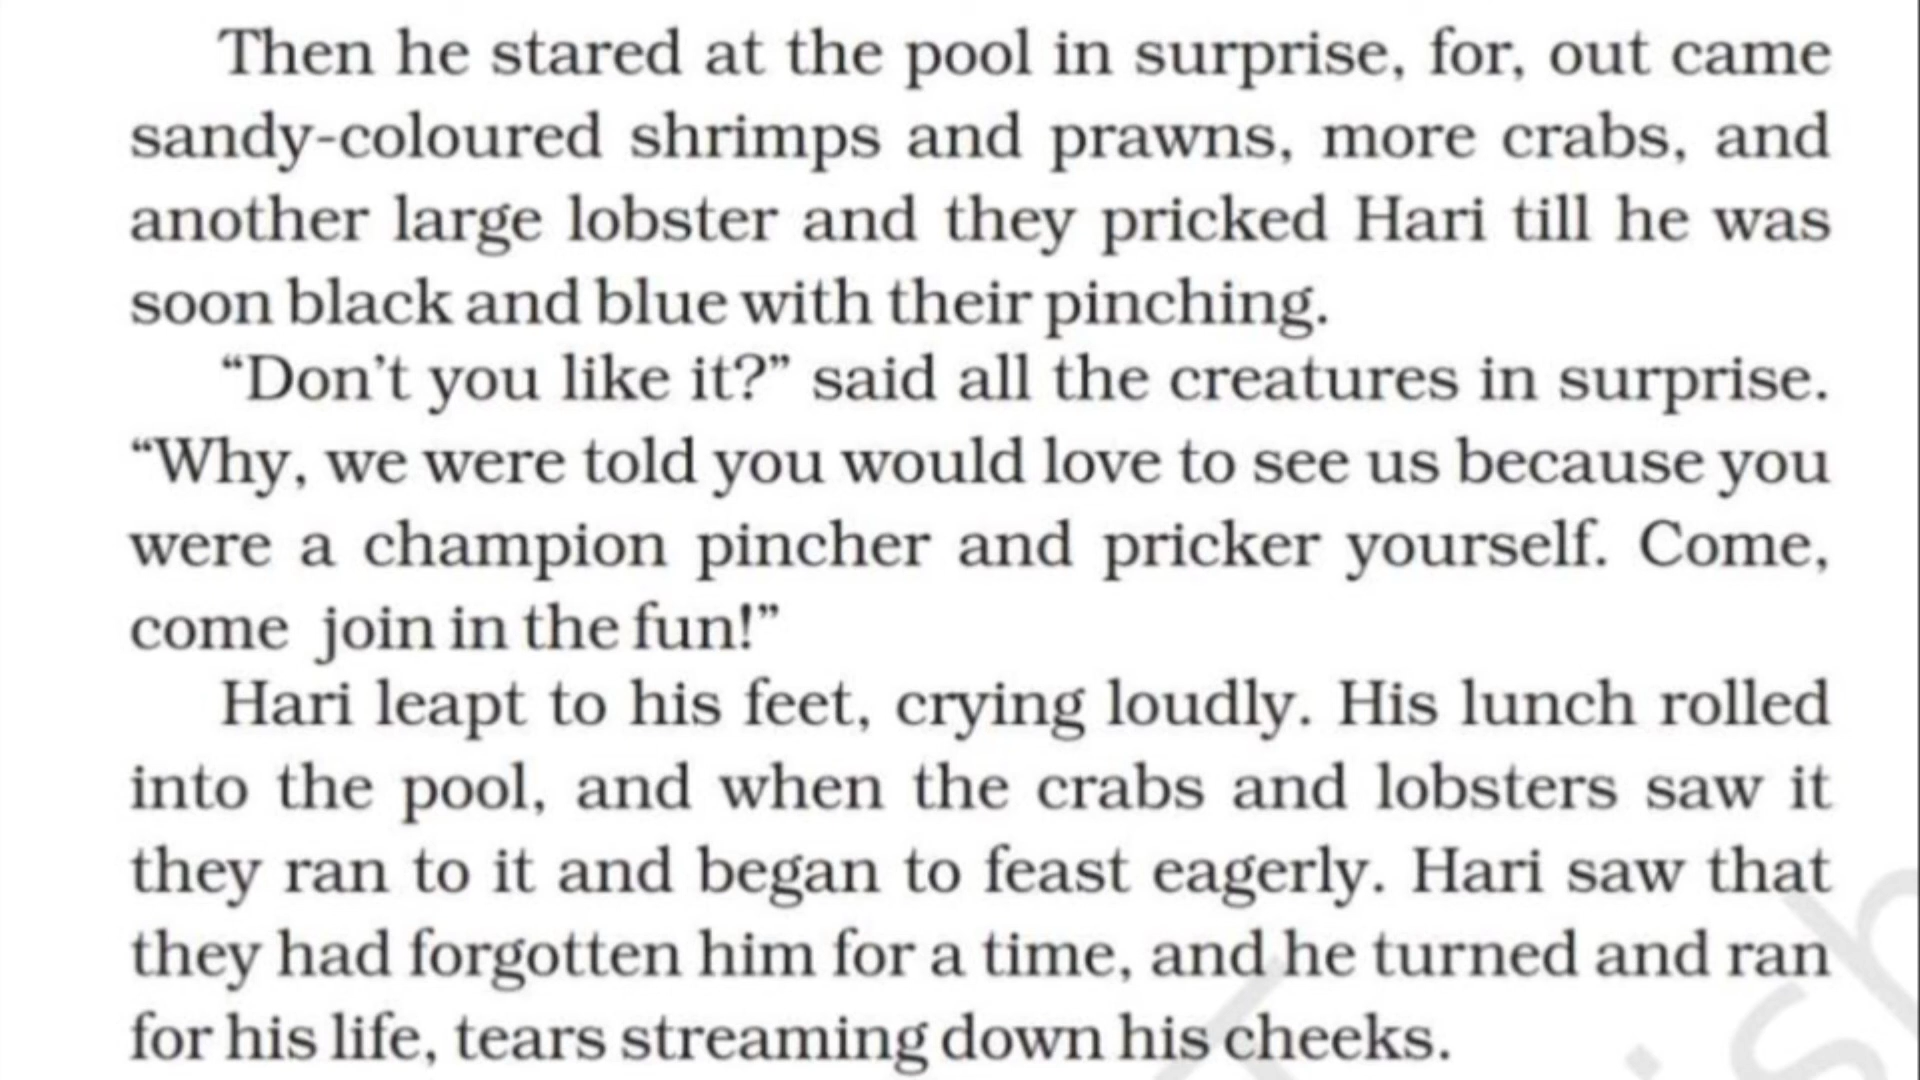 Then he stared at the pool in surprise, for, out came
sandy-coloured shrimps and prawns, more crabs, and
another large lobster and they pricked Hari till he was
soon black and blue with their pinching.
“Don’t you like it?” said all the creatures in surprise.
“Why, we were told you would love to see us because you
were a champion pincher and pricker yourself. Come,
come join in the fun!”
Hari leapt to his feet, crying loudly. His lunch rolled
into the pool, and when the crabs and lobsters saw it
they ran to it and began to feast eagerly. Hari saw that
they had forgotten him for a time, and he turned and ran
for his life, tears streaming down his cheeks.